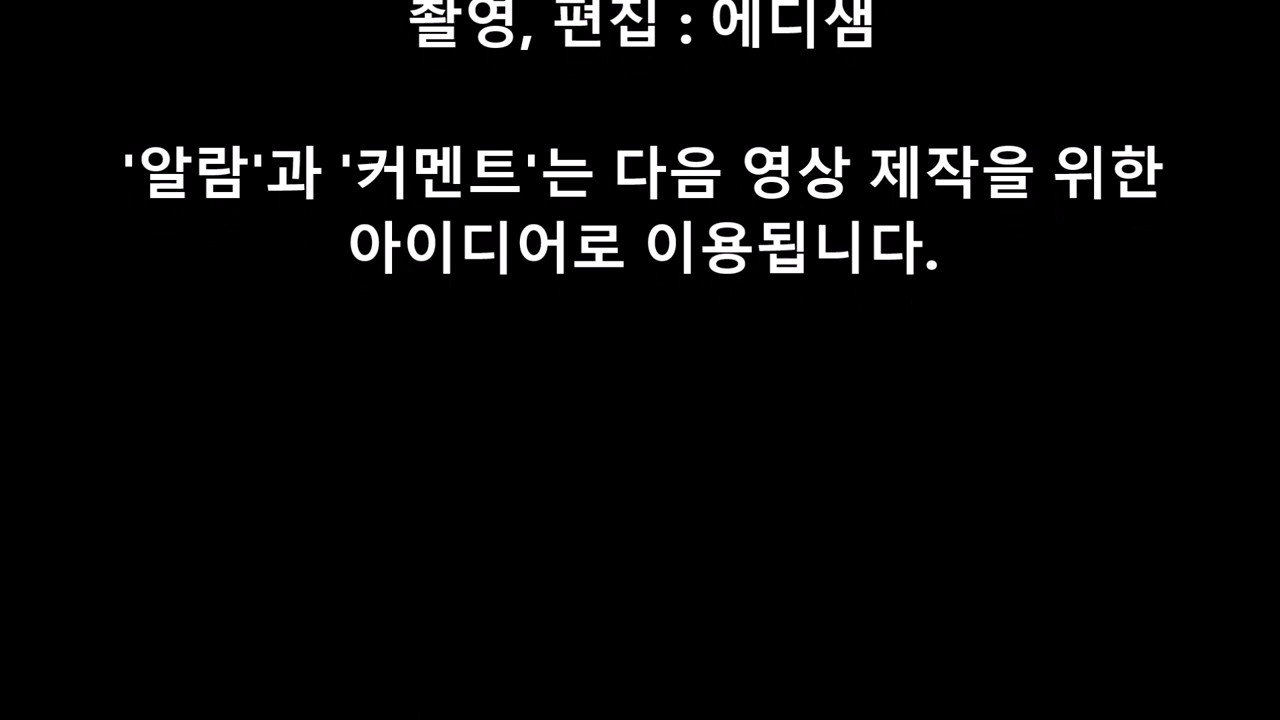 촬영, 편집 : 에디샘
'알람'과 '커멘트'는 다음 영상 제작을 위한
아이디어로 이용됩니다.